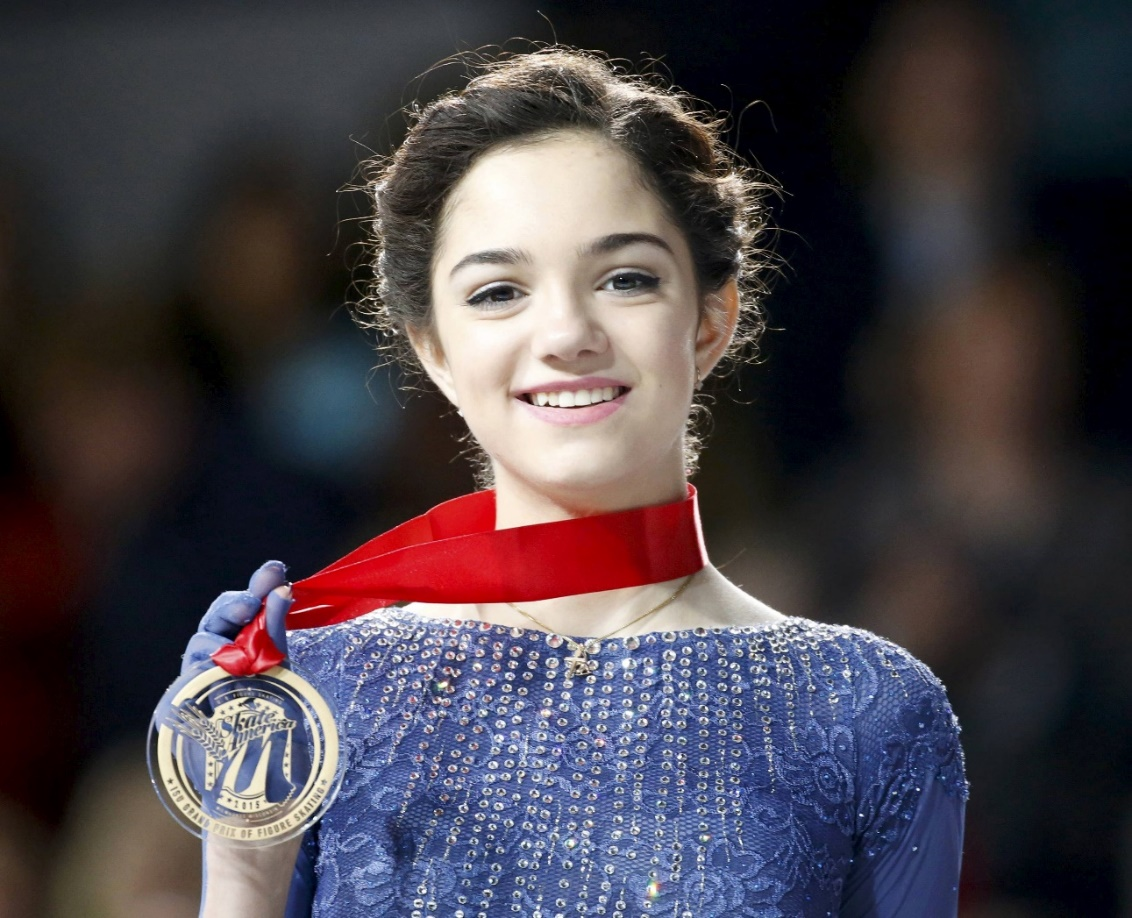 Skate
America
2015
ISU GRAND PRIX OF FIGURE SKATING